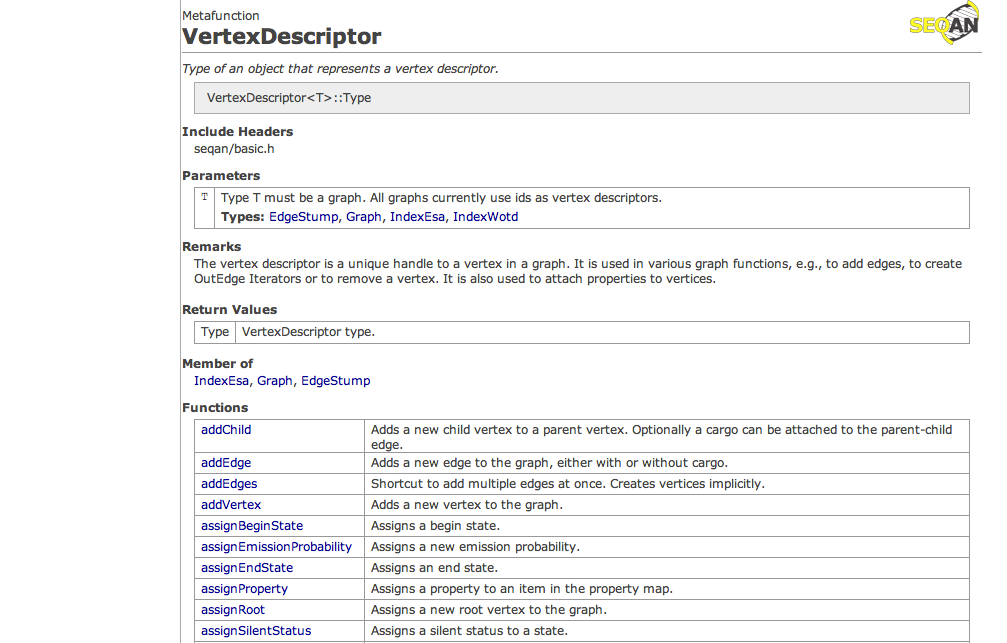 Metafunction
SEQAN
VertexDescriptor
Type of an object that represents a vertex descriptor.
VertexDescriptor<T>::Type
Include Headers
seqan/basic.h
Parameters
T Type T must be a graph. All graphs currently use ids as vertex descriptors.
Types: EdgeStump, Graph, IndexEsa, IndexWotd
Remarks
The vertex descriptor is a unique handle to a vertex in a graph. It is used in various graph functions, e.g., to add edges, to create
OutEdge Iterators or to remove a vertex. It is also used to attach properties to vertices.
Return Values
Type VertexDescriptor type.
Member of
IndexEsa, Graph, EdgeStump
Functions
addChild Adds a new child vertex to a parent vertex. Optionally a cargo can be attached to the parent-child
edge.
addEdge Adds a new edge to the graph, either with or without cargo.
addEdges Shortcut to add multiple edges at once. Creates vertices implicitly.
addVertex Adds a new vertex to the graph.
assignBeginState Assigns a begin state.
assignEmissionProbability Assigns a new emission probability.
assignEndState Assigns an end state.
assignProperty Assigns a property to an item in the property map.
assignRoot Assigns a new root vertex to the graph.
assignSilentStatus Assigns a silent status to a state.